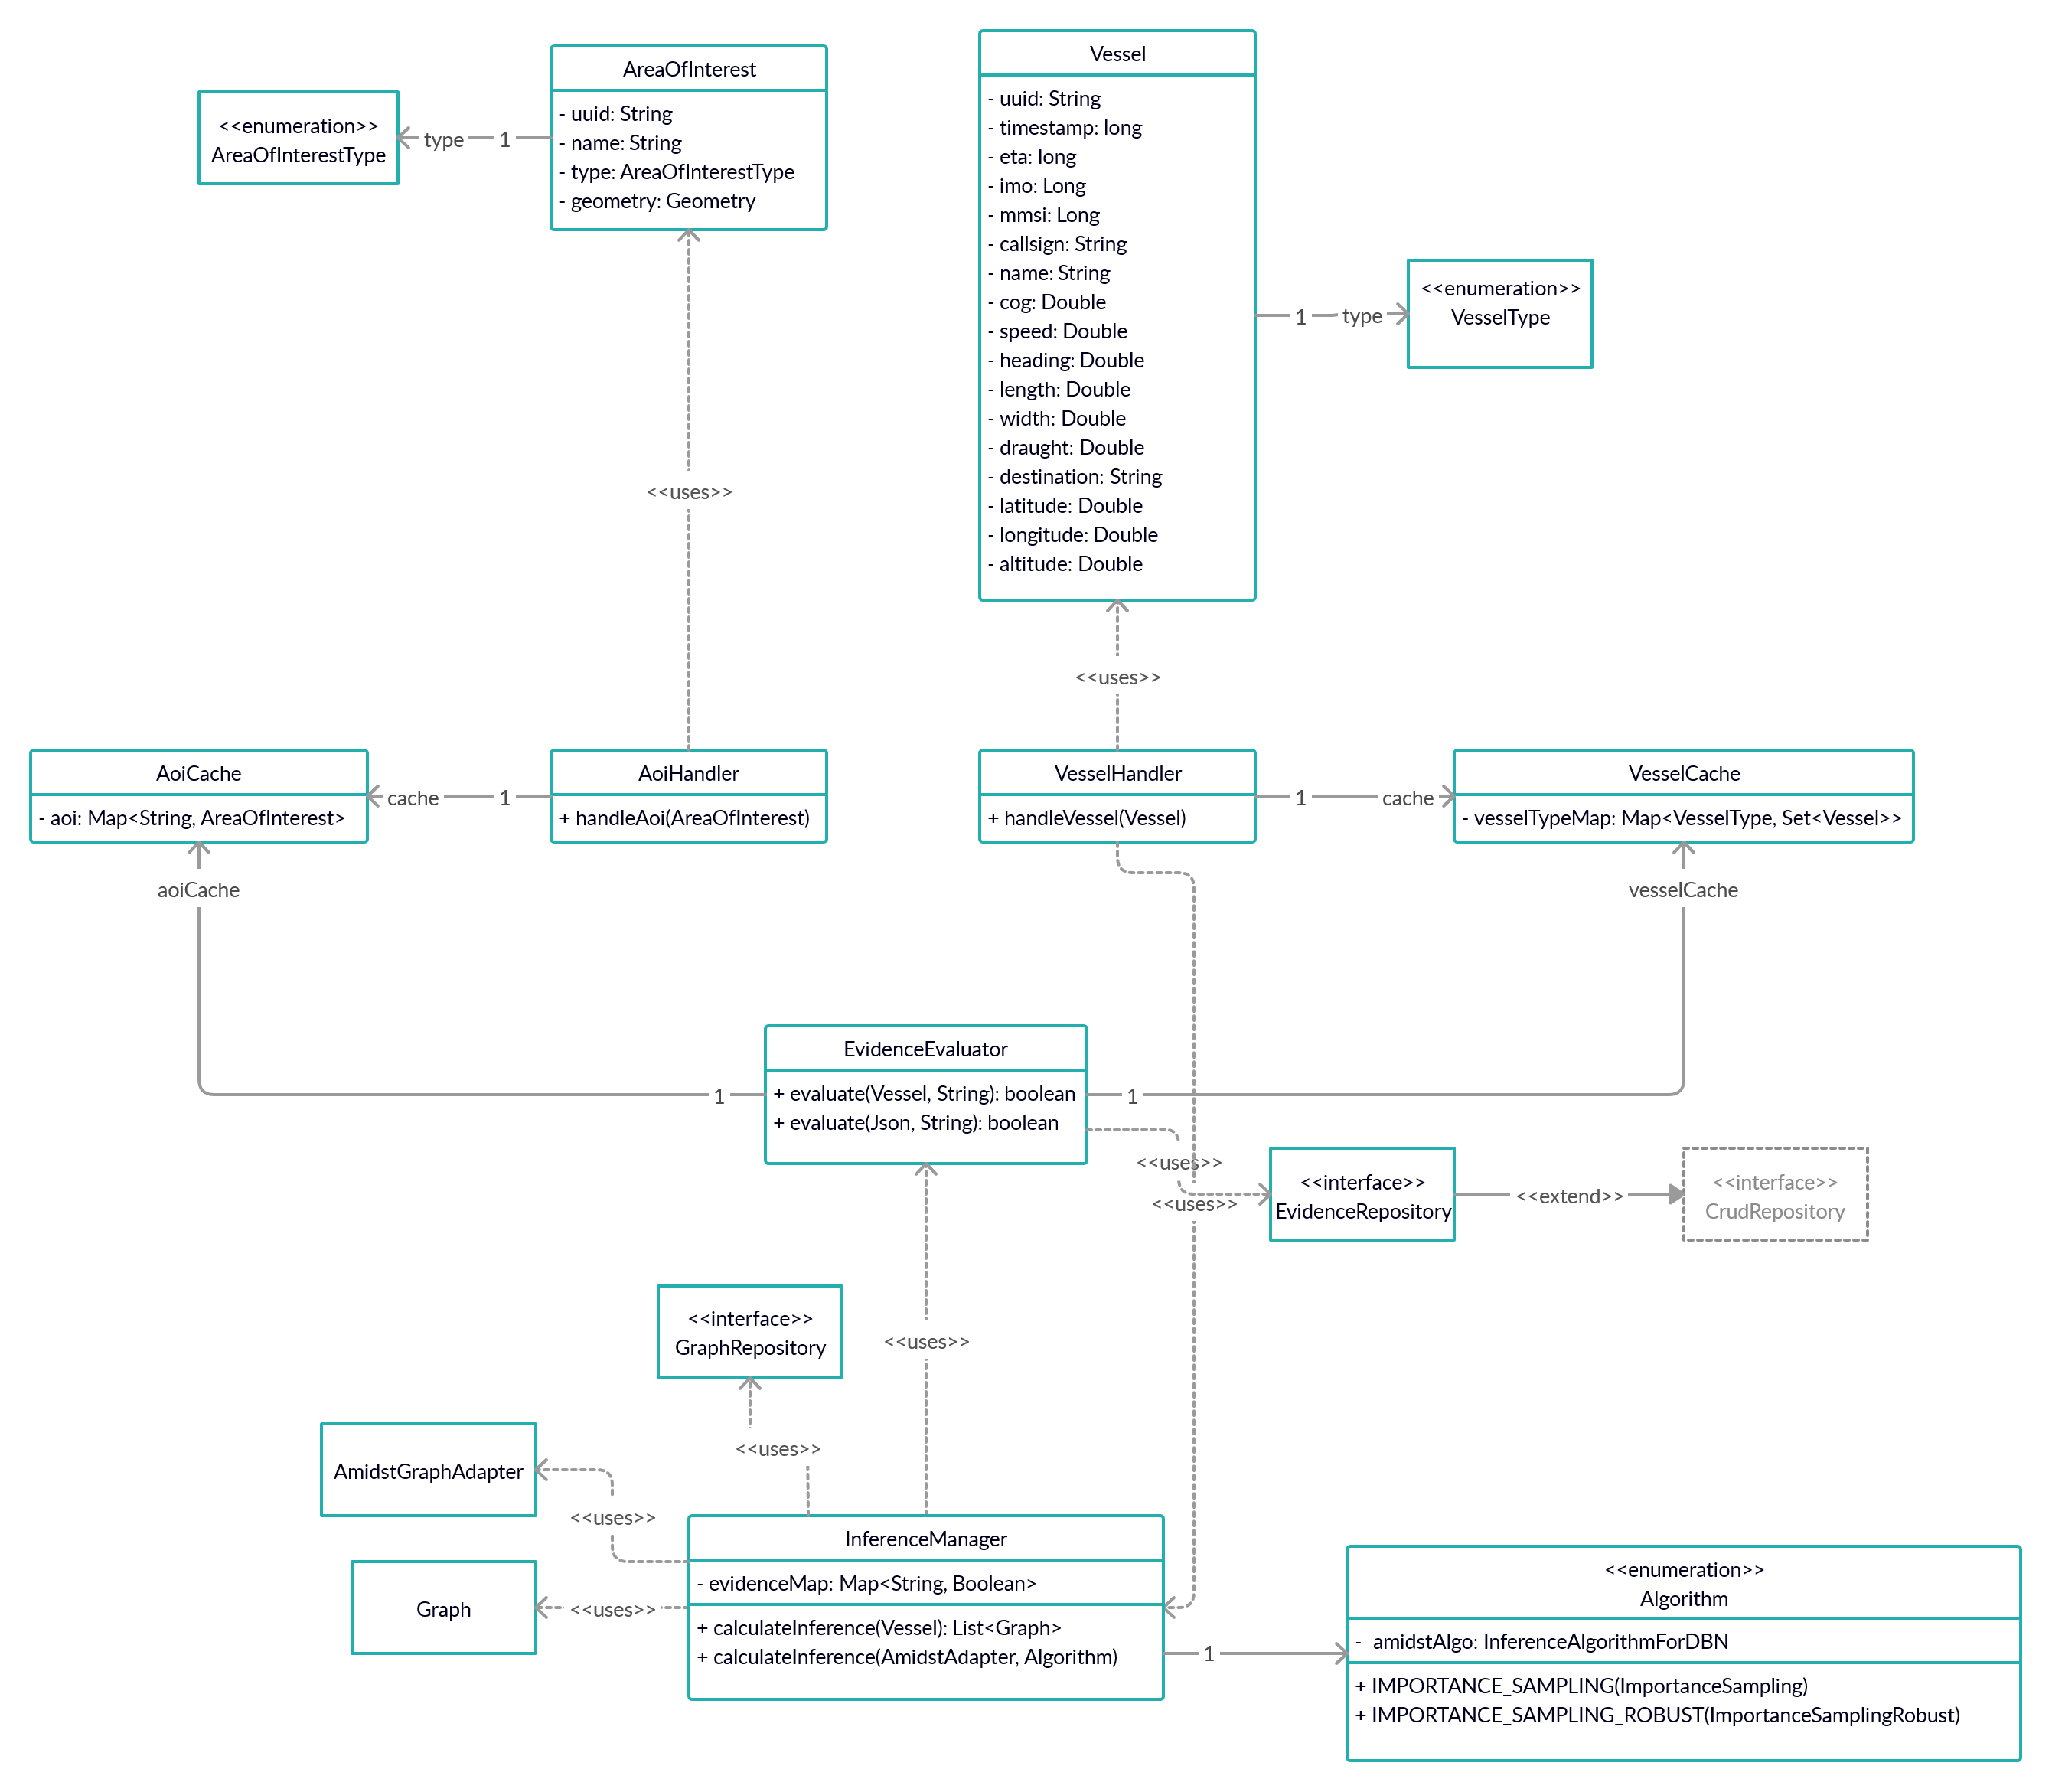 AreaOfInterest
- uuid: String
- name: String
- type: AreaOfInterestType
- geometry: Geometry
<<enumeration>>
AreaOfInterestType
type
1
Vessel
- uuid: String
- timestamp: long
- eta: long
- imo: Long
- mmsi: Long
- callsign: String
- name: String
- cog: Double
- speed: Double
- heading: Double
- length: Double
- width: Double
- draught: Double
- destination: String
- latitude: Double
- longitude: Double
- altitude: Double
1
type
<<enumeration>>
VesselType
<<uses>>
<<uses>>
AoiCache
- aoi: Map<String, AreaOfInterest>
cache
1
AoiHandler
+ handleAoi(AreaOfInterest)
VesselHandler
+ handleVessel(Vessel)
1
cache
VesselCache
- vesselTypeMap: Map<VesselType, Set<Vessel>>
aoiCache
vesselCache
1
EvidenceEvaluator
+ evaluate(Vessel, String): boolean
+ evaluate(Json, String): boolean
1
<<uses>>
<<uses>>
<<interface>>
EvidenceRepository
<<extend>>
<<interface>>
CrudRepository
<<interface>>
GraphRepository
<<uses>>
<<uses>>
AmidstGraphAdapter
<<uses>>
Graph
<<uses>>
InferenceManager
- evidenceMap: Map<String, Boolean>
+ calculateInference(Vessel): List<Graph>
+ calculateInference(AmidstAdapter, Algorithm)
1
<<enumeration>>
Algorithm
- amidstAlgo: InferenceAlgorithmForDBN
+ IMPORTANCE_SAMPLING(ImportanceSampling)
+ IMPORTANCE_SAMPLING_ROBUST(ImportanceSamplingRobust)